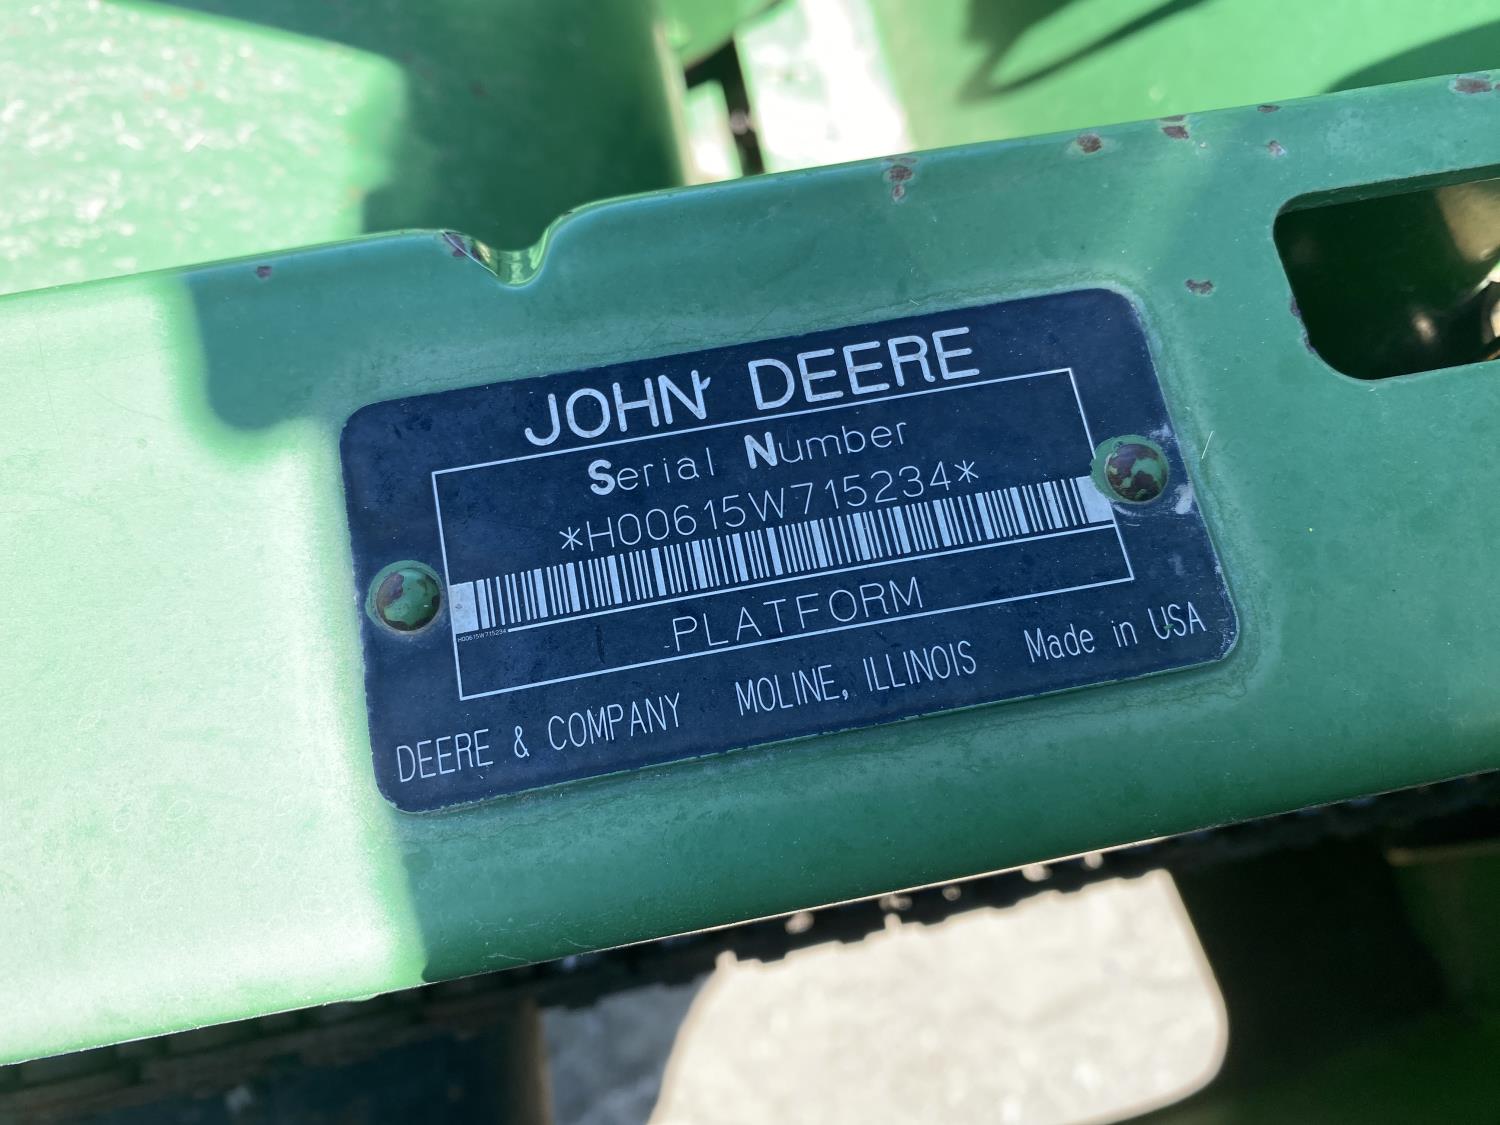 JOHN DEERE
Serial Number
*H00615W715234*
H00615W715234
PLATFORM
DEERE & COMPANY MOLINE, ILLINOIS Made in USA